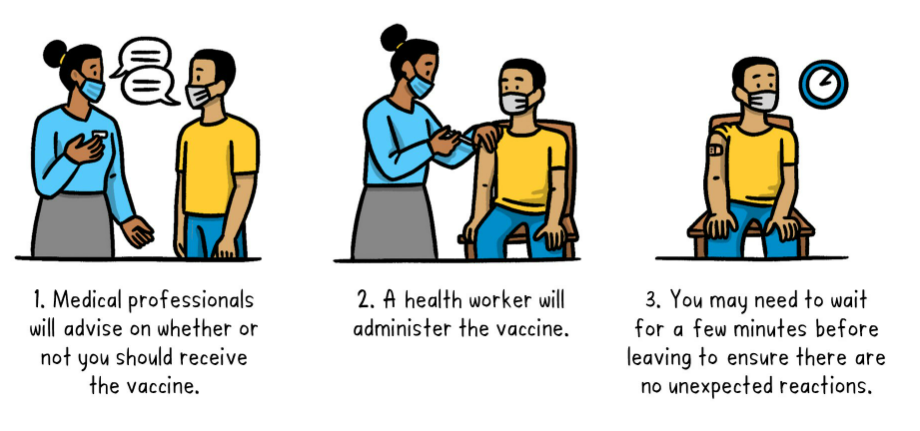 1. Medical professionals
will advise on whether or
not you should receive
the vaccine.
2. A health worker will
administer the vaccine.
3. You may need to wait
for a few minutes before
leaving to ensure there are
no unexpected reactions.